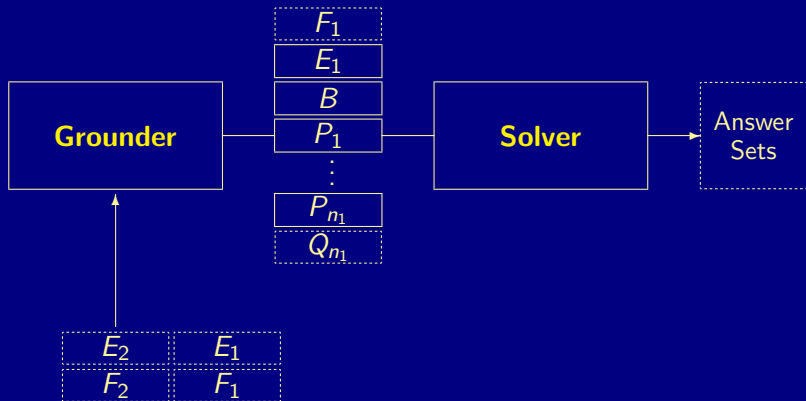 F₁
E₁
B
Grounder
P₁
Solver
Answer
Sets
⋮
Pₙ₁
Qₙ₁
E₂ E₁
F₂ F₁